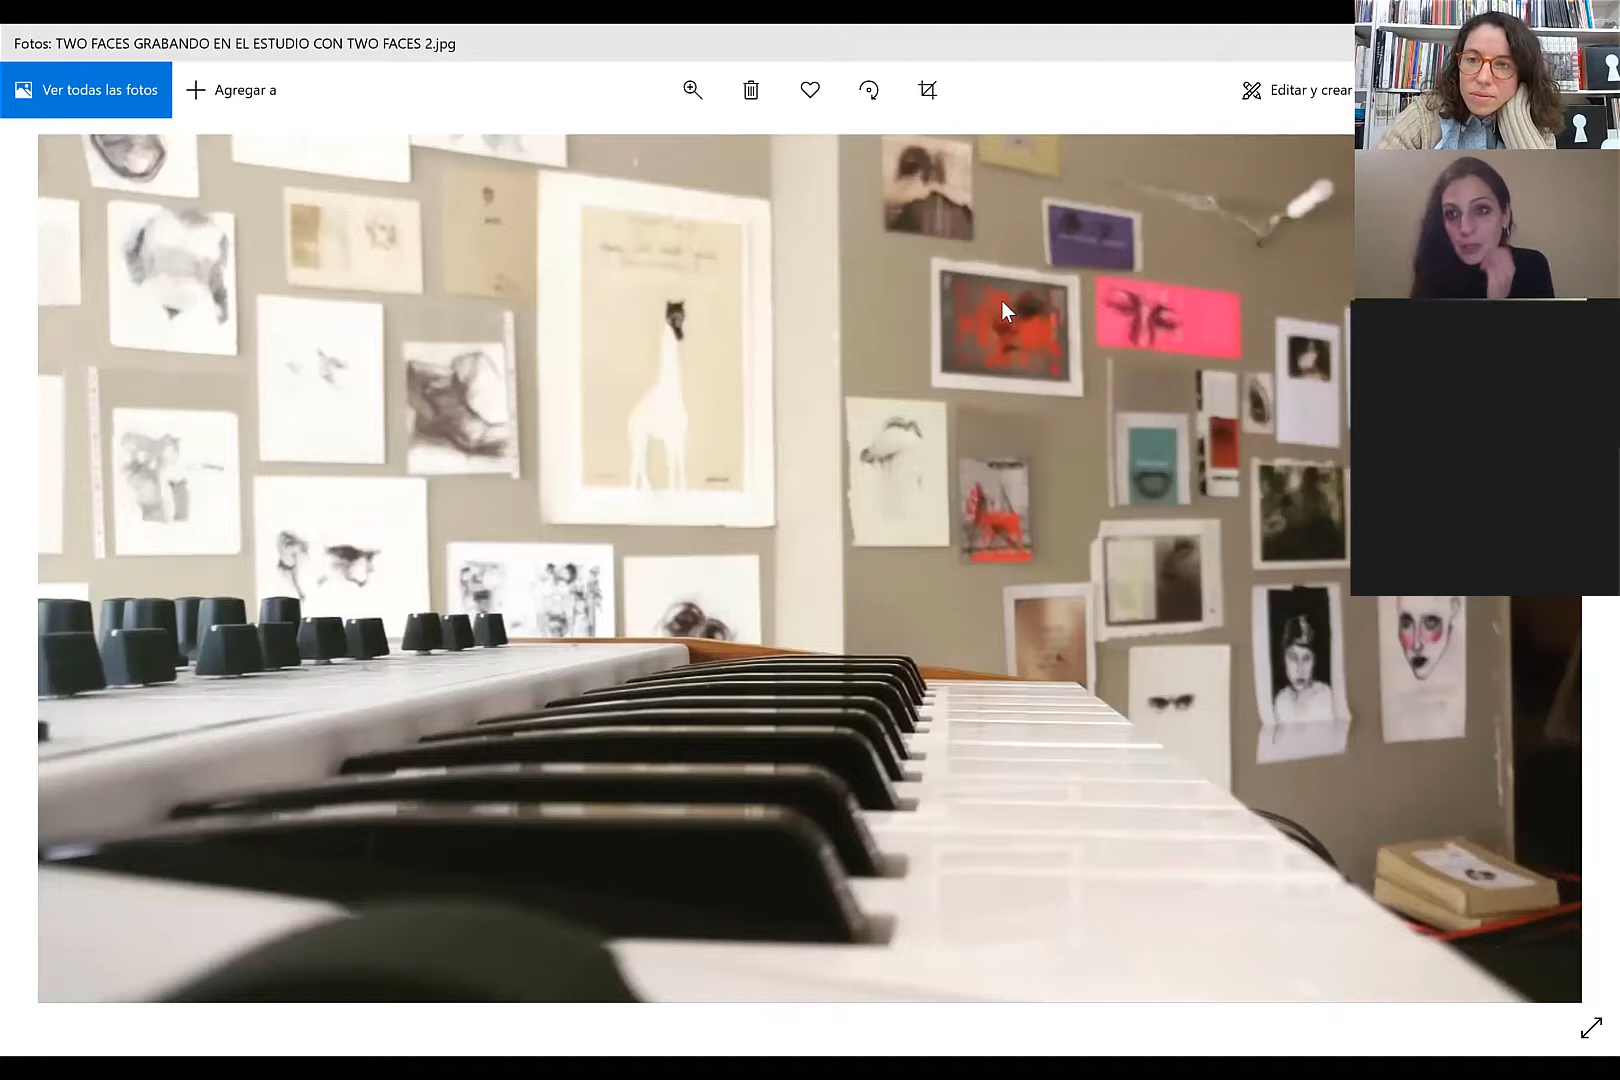 Fotos: TWO FACES GRABANDO EN EL ESTUDIO CON TWO FACES 2.jpg
Ver todas las fotos
Agregar a
Editar y crear